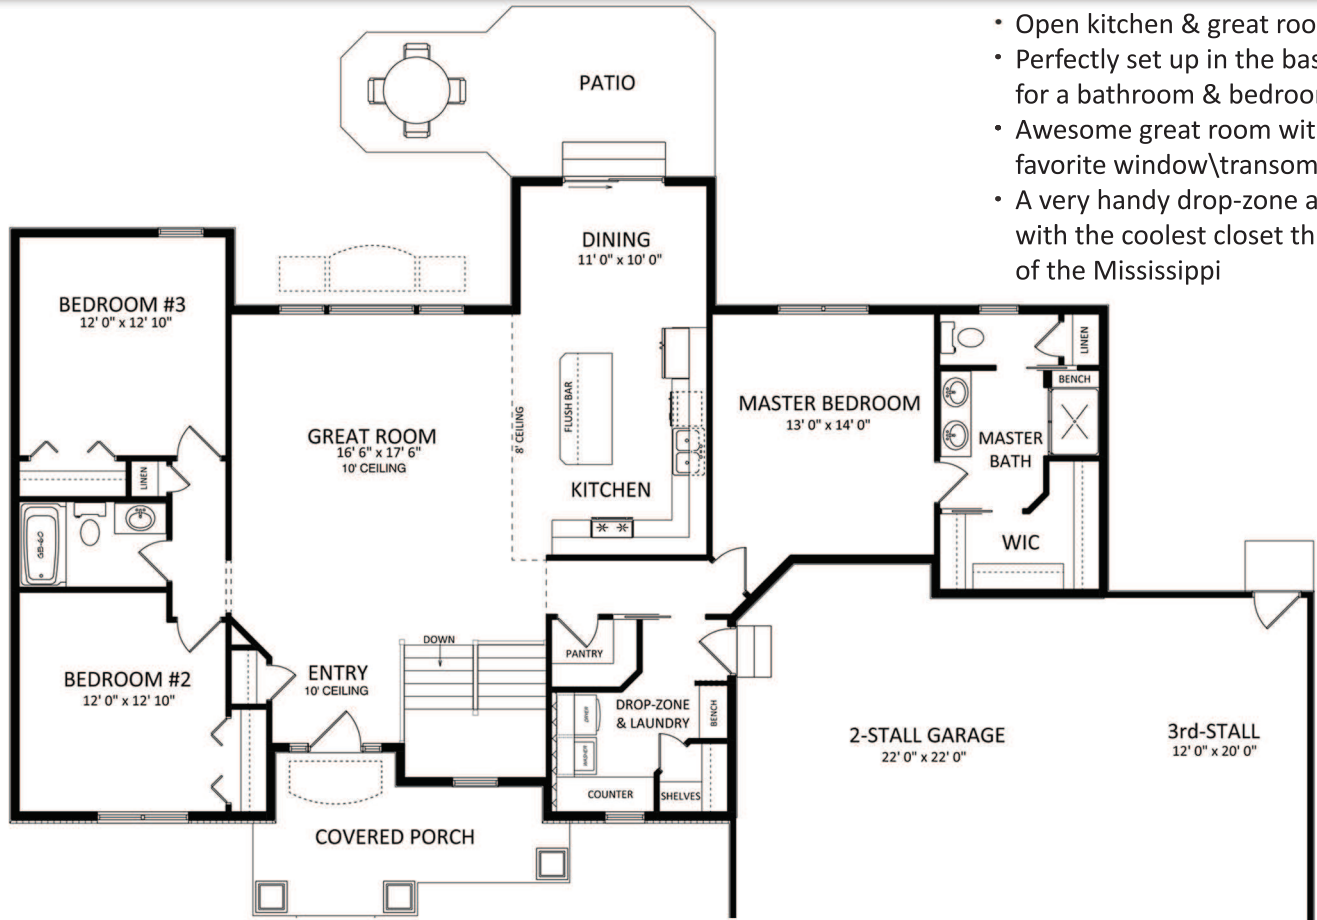 • Open kitchen & great roo
• Perfectly set up in the bas
for a bathroom & bedroo
• Awesome great room wit
favorite window\transom
• A very handy drop-zone a
with the coolest closet th
of the Mississippi
PATIO
DINING
11' 0" x 10' 0"
BEDROOM #3
12' 0" x 12' 10"
LINEN
BENCH
MASTER BEDROOM
13' 0" x 14' 0"
FLUSH BAR
8' CEILING
GREAT ROOM
16' 6" x 17' 6"
10' CEILING
MASTER
BATH
LINEN
KITCHEN
WIC
DOWN
PANTRY
ENTRY
10' CEILING
BEDROOM #2
12' 0" x 12' 10"
DROP-ZONE
& LAUNDRY
BENCH
DRYER
WASHER
2-STALL GARAGE
22' 0" x 22' 0"
3rd-STALL
12' 0" x 20' 0"
COUNTER
SHELVES
COVERED PORCH